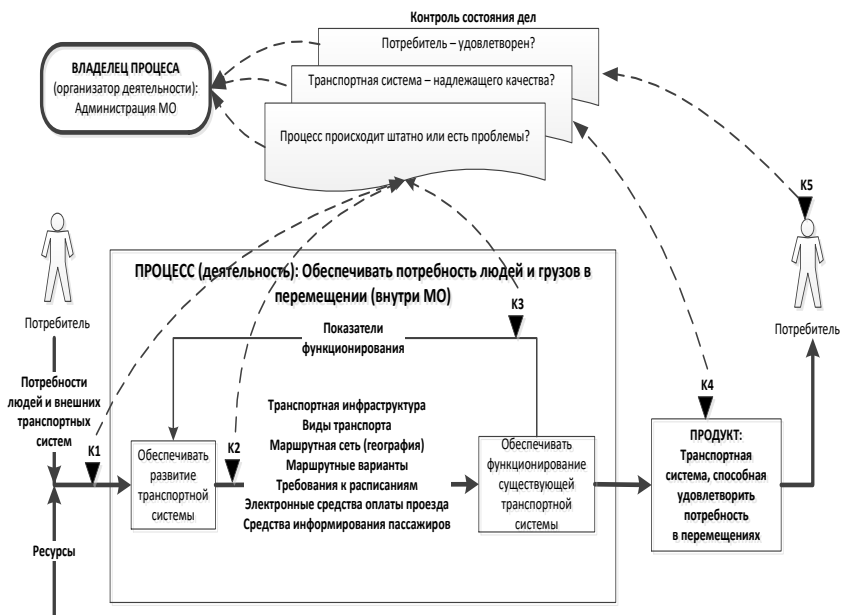 Контроль состояния дел
Потребитель – удовлетворен?
ВЛАДЕЛЕЦ ПРОЦЕСА
(организатор деятельности):
Администрация МО
Транспортная система – надлежащего качества?
Процесс происходит штатно или есть проблемы?
K5
ПРОЦЕСС (деятельность): Обеспечивать потребность людей и грузов в
перемещении (внутри МО)
Потребитель
Потребитель
K3
Показатели
функционирования
Потребности
людей и внешних
транспортных
систем
K1
K2
K4
Транспортная инфраструктура
Виды транспорта
Маршрутная сеть (география)
Маршрутные варианты
Требования к расписаниям
Электронные средства оплаты проезда
Средства информирования пассажиров
Обеспечивать
развитие
транспортной
системы
Обеспечивать
функционирование
существующей
транспортной
системы
ПРОДУКТ:
Транспортная
система, способная
удовлетворить
потребность
в перемещениях
Ресурсы